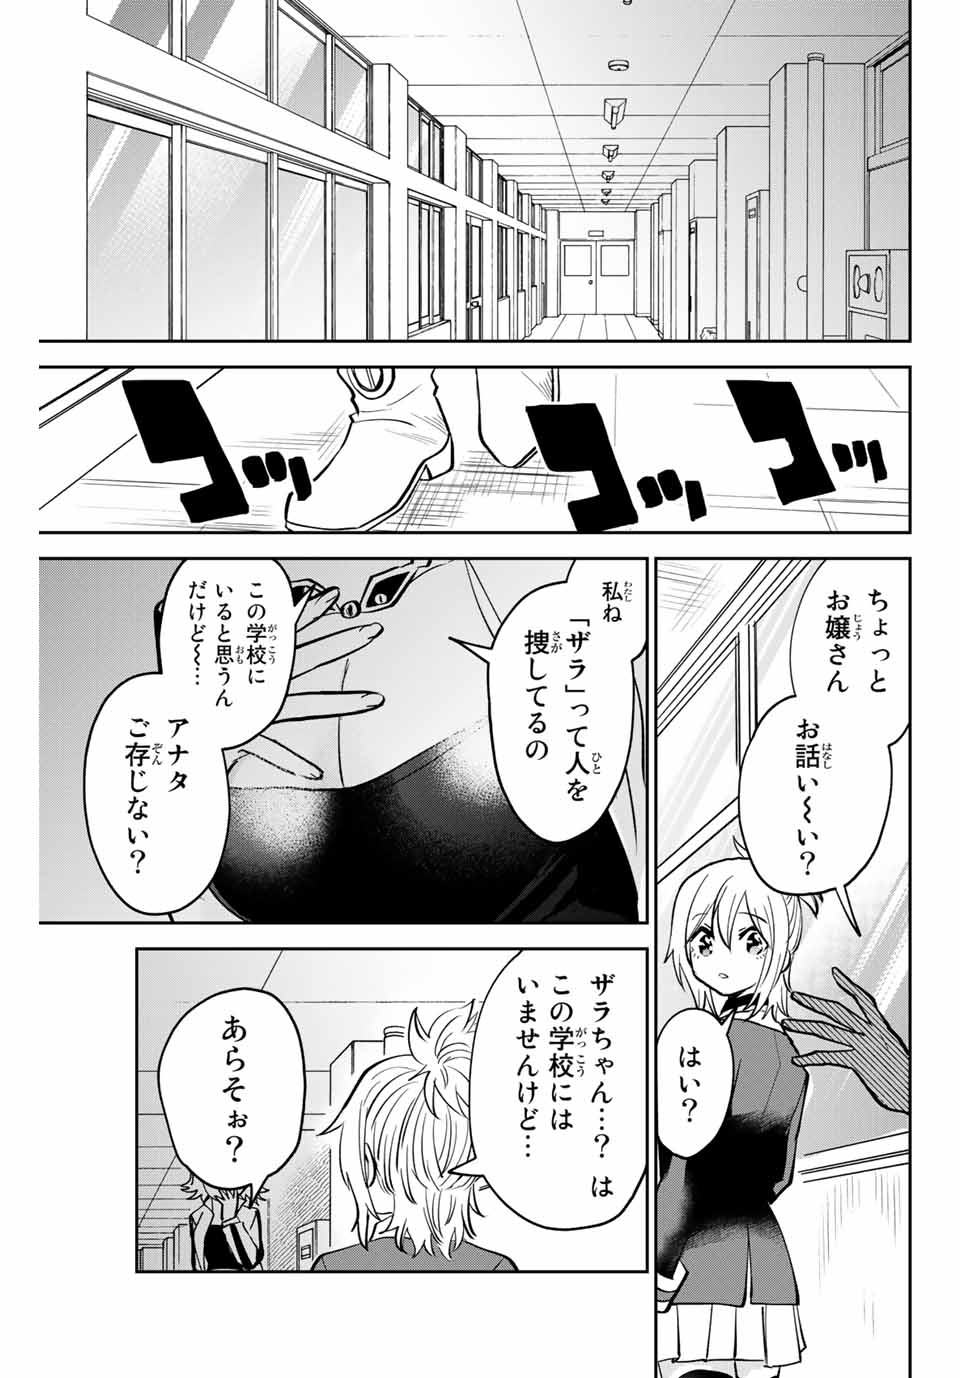 コッ
コッ
コッ
ちょっと
お嬢さん
お話い〜い？
はい？
私ね
「ザラ」って人を
捜してるの
この学校に
いると思うん
だけど〜…
アナタ
ご存じない？
ザラちゃん…？は
この学校には
いませんけど…
あらそぉ？